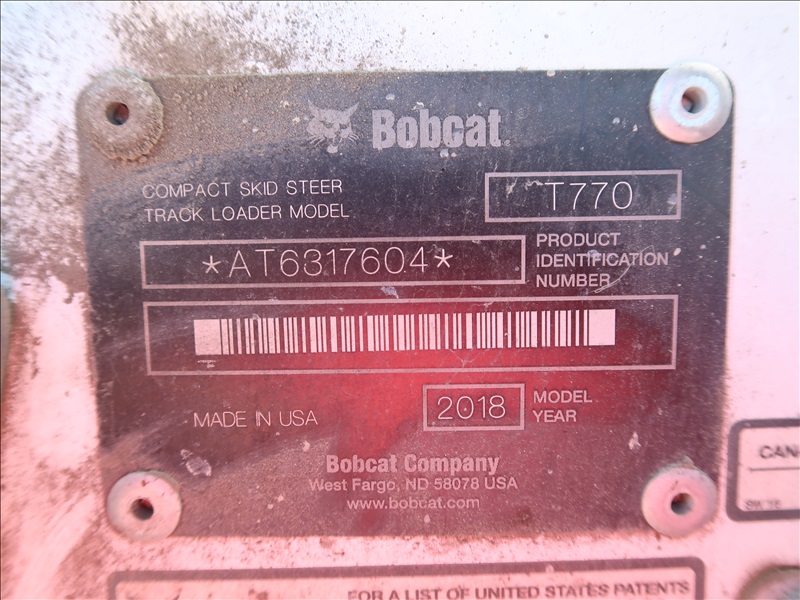 Bobcat
COMPACT SKID STEER
TRACK LOADER MODEL
T770
*AT6317604*
PRODUCT
IDENTIFICATION
NUMBER
MADE IN USA
2018
MODEL
YEAR
Bobcat Company
West Fargo, ND 58078 USA
www.bobcat.com
CAN
FOR A LIST OF UNITED STATES PATENTS